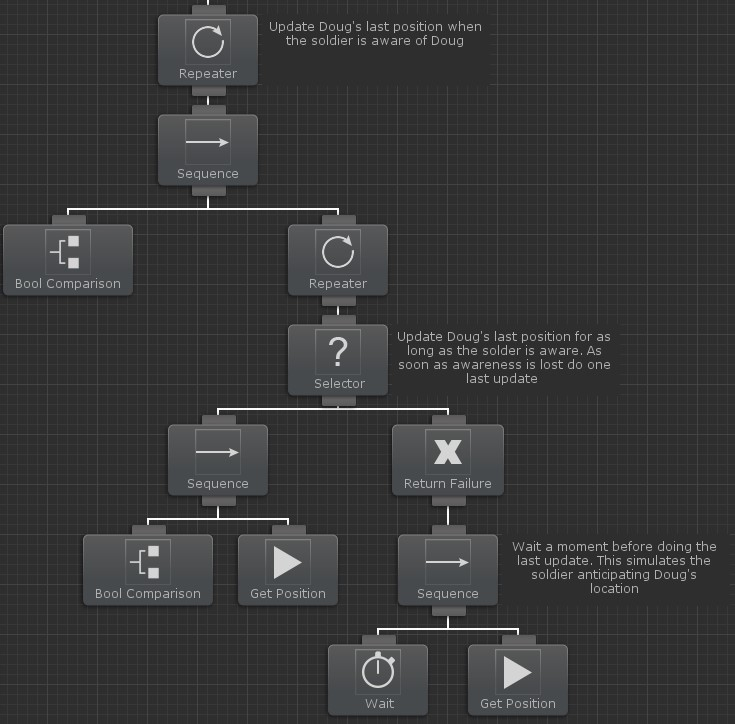 Update Doug's last position when
the soldier is aware of Doug
Repeater
Sequence
Bool Comparison
Repeater
Update Doug's last position for as
long as the solder is aware. As
soon as awareness is lost do one
last update
?
Selector
Sequence
Return Failure
Bool Comparison
Get Position
Sequence
Wait a moment before doing the
last update. This simulates the
soldier anticipating Doug's
location
Wait
Get Position